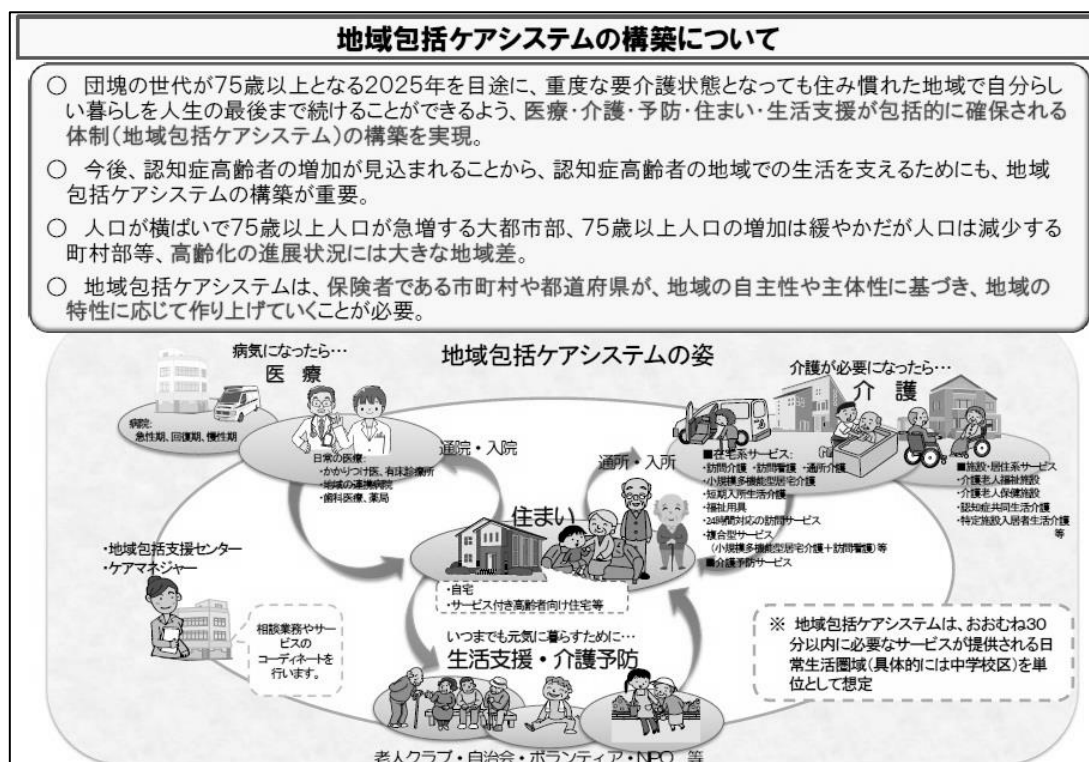 地域包括ケアシステムの構築について
○ 団塊の世代が75歳以上となる2025年を目途に、重度な要介護状態となっても住み慣れた地域で自分らし
い暮らしを人生の最後まで続けることができるよう、医療・介護・予防・住まい・生活支援が包括的に確保される
体制(地域包括ケアシステム)の構築を実現。
○ 今後、認知症高齢者の増加が見込まれることから、認知症高齢者の地域での生活を支えるためにも、地域
包括ケアシステムの構築が重要。
○ 人口が横ばいで75歳以上人口が急増する大都市部、75歳以上人口の増加は緩やかだが人口は減少する
町村部等、高齢化の進展状況には大きな地域差。
○ 地域包括ケアシステムは、保険者である市町村や都道府県が、地域の自主性や主体性に基づき、地域の
特性に応じて作り上げていくことが必要。
地域包括ケアシステムの姿
病気になったら…
医 療
病院:
急性期、回復期、慢性期
日常の医療:
・かかりつけ医、有床診療所
・地域の連携病院
・歯科医療、薬局
通院・入院
通所・入所
介護が必要になったら…
介 護
■在宅系サービス:
・訪問介護 ・訪問看護 ・通所介護
・小規模多機能型居宅介護
・短期入所生活介護
・福祉用具
・24時間対応の訪問サービス
・複合型サービス
(小規模多機能型居宅介護+訪問看護)等
■介護予防サービス
■施設・居住系サービス
・介護老人福祉施設
・介護老人保健施設
・認知症共同生活介護
・特定施設入居者生活介護
等
住まい
・自宅
・サービス付き高齢者向け住宅等
・地域包括支援センター
・ケアマネジャー
相談業務やサー
ビスの
コーディネートを
行います。
いつまでも元気に暮らすために…
生活支援・介護予防
老人クラブ・自治会・ボランティア・NPO 等
※ 地域包括ケアシステムは、おおむね30
分以内に必要なサービスが提供される日
常生活圏域(具体的には中学校区)を単
位として想定